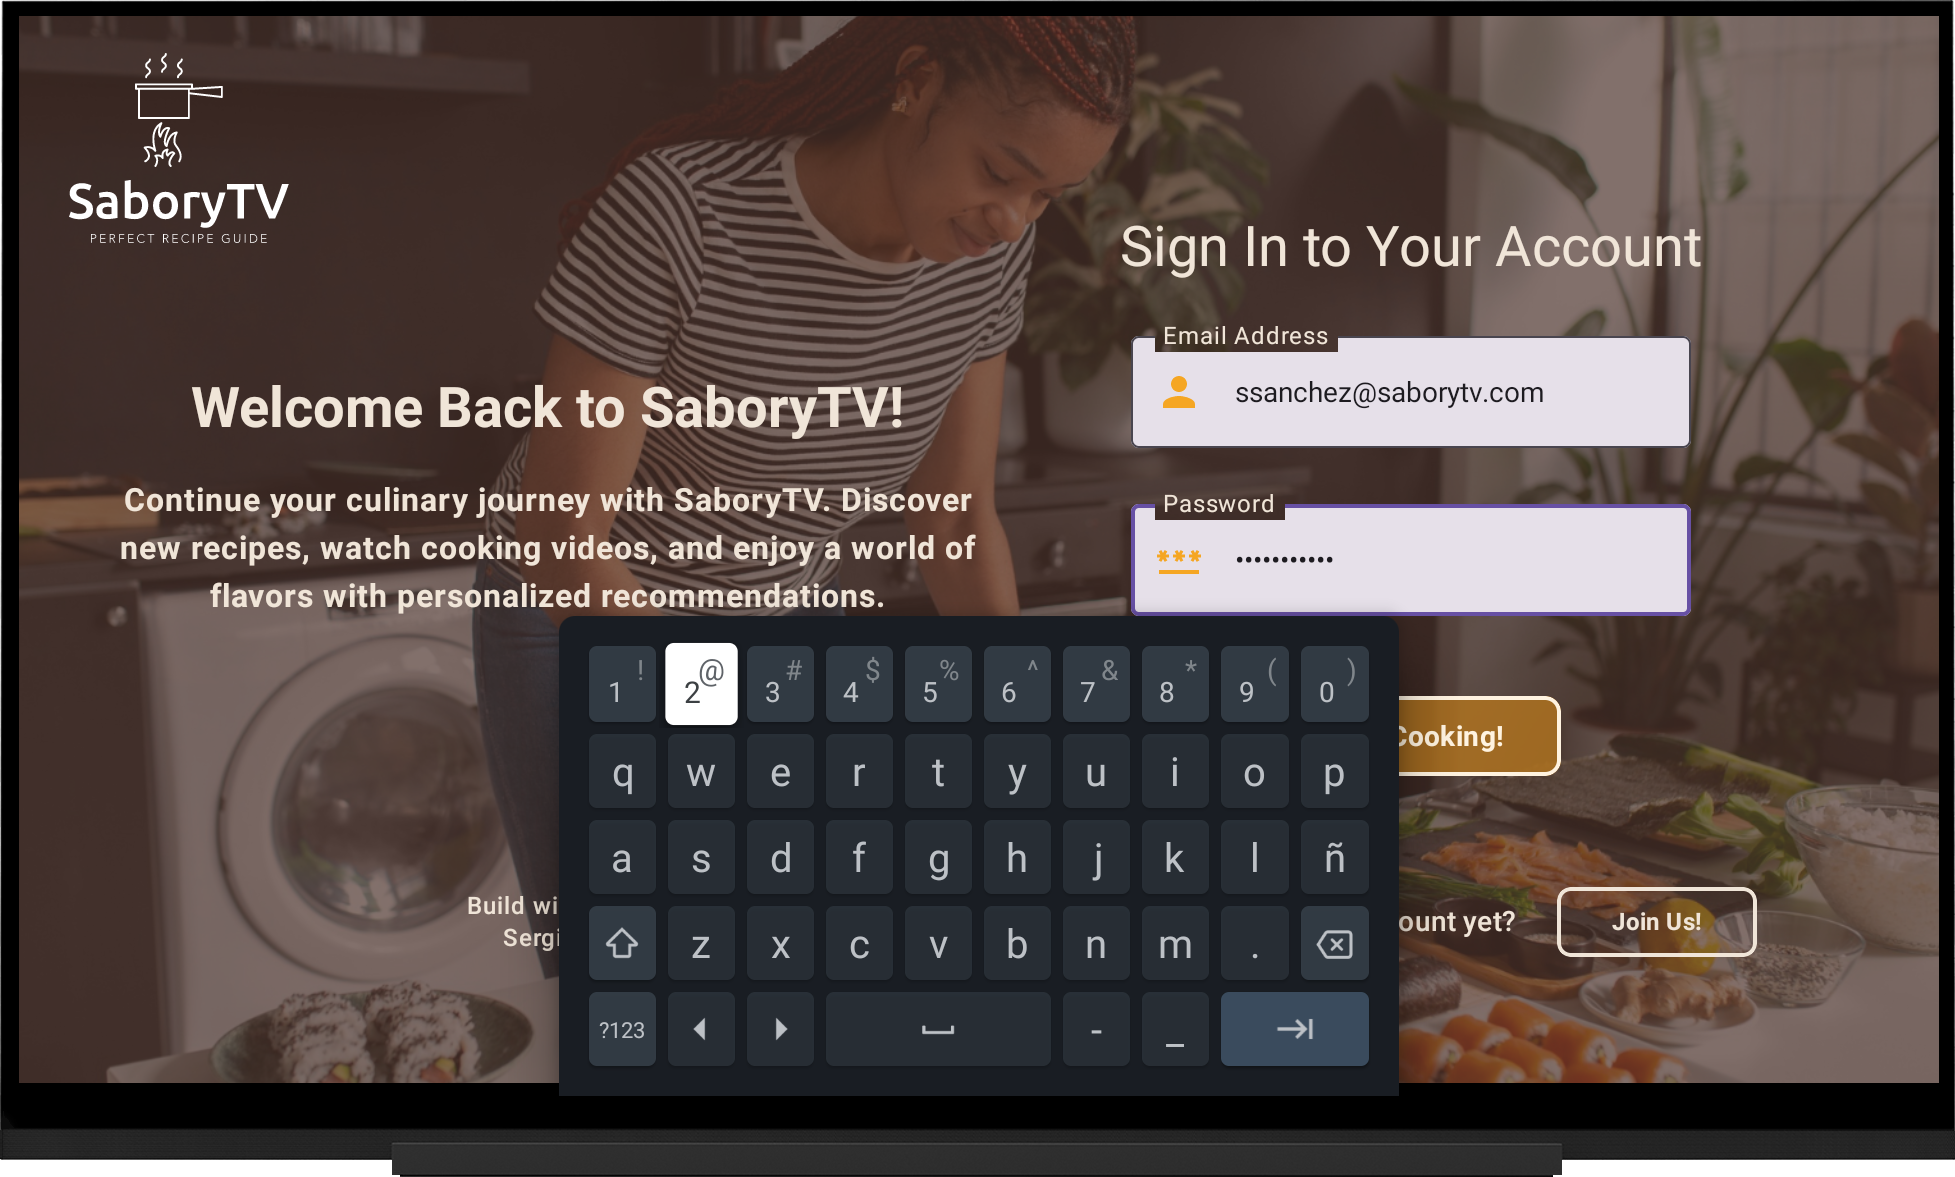 SaboryTV
PERFECT RECIPE GUIDE
Welcome Back to SaboryTV!
Continue your culinary journey with SaboryTV. Discover
new recipes, watch cooking videos, and enjoy a world of
flavors with personalized recommendations.
Build wi
Sergi
Sign In to Your Account
Email Address
ssanchez@saborytv.com
Password
•••••••••••
Cooking!
ount yet?
Join Us!
1 ! 2 @ 3 # 4 $ 5 % 6 ^ 7 & 8 * 9 ( 0 )
q w e r t y u i o p
a s d f g h j k l ñ
z x c v b n m .
?123 - _